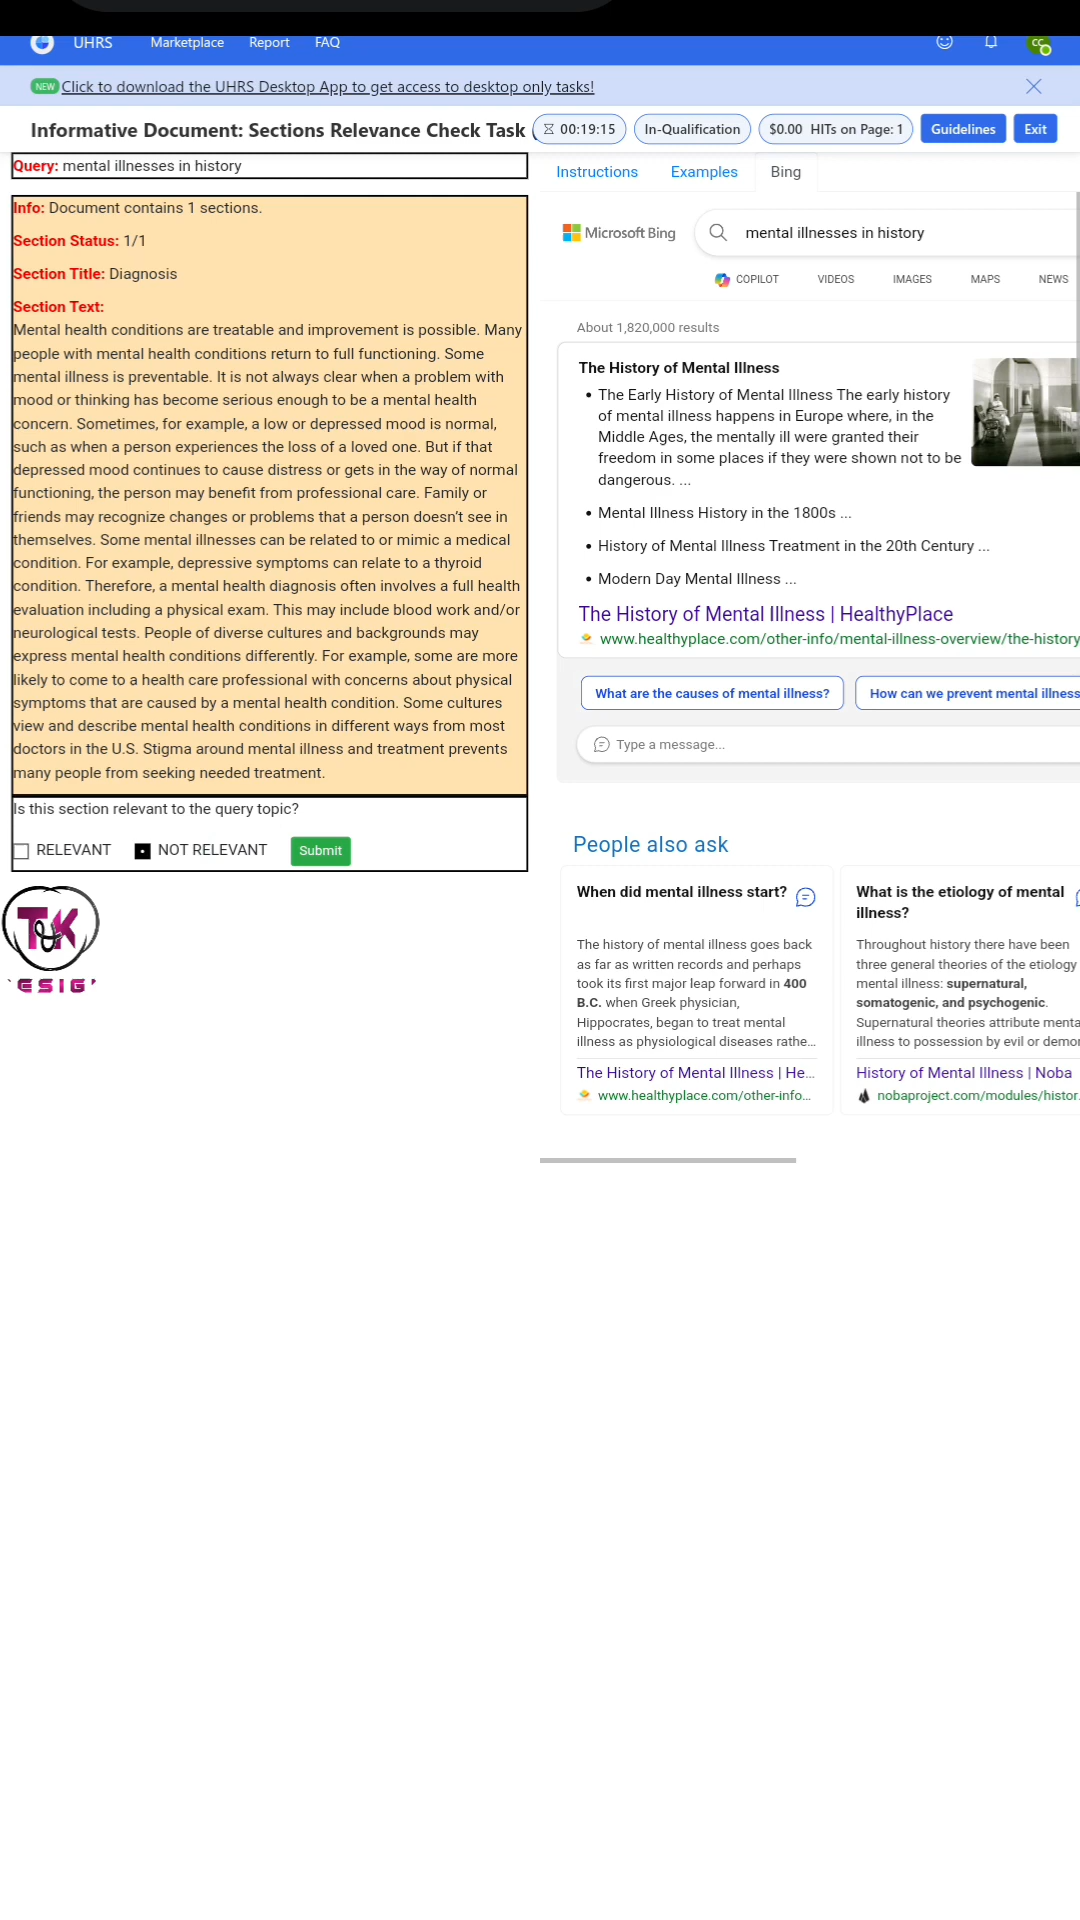 UHRS Marketplace Report FAQ CC
NEW Click to download the UHRS Desktop App to get access to desktop only tasks!
Informative Document: Sections Relevance Check Task 00:19:15 In-Qualification $0.00 HITs on Page: 1 Guidelines Exit
Query: mental illnesses in history
Info: Document contains 1 sections.
Section Status: 1/1
Section Title: Diagnosis
Section Text:
Mental health conditions are treatable and improvement is possible. Many
people with mental health conditions return to full functioning. Some
mental illness is preventable. It is not always clear when a problem with
mood or thinking has become serious enough to be a mental health
concern. Sometimes, for example, a low or depressed mood is normal,
such as when a person experiences the loss of a loved one. But if that
depressed mood continues to cause distress or gets in the way of normal
functioning, the person may benefit from professional care. Family or
friends may recognize changes or problems that a person doesn't see in
themselves. Some mental illnesses can be related to or mimic a medical
condition. For example, depressive symptoms can relate to a thyroid
condition. Therefore, a mental health diagnosis often involves a full health
evaluation including a physical exam. This may include blood work and/or
neurological tests. People of diverse cultures and backgrounds may
express mental health conditions differently. For example, some are more
likely to come to a health care professional with concerns about physical
symptoms that are caused by a mental health condition. Some cultures
view and describe mental health conditions in different ways from most
doctors in the U.S. Stigma around mental illness and treatment prevents
many people from seeking needed treatment.
Is this section relevant to the query topic?
RELEVANT NOT RELEVANT Submit
Instructions Examples Bing
Microsoft Bing mental illnesses in history
COPILOT VIDEOS IMAGES MAPS NEWS
About 1,820,000 results
The History of Mental Illness
• The Early History of Mental Illness The early history
of mental illness happens in Europe where, in the
Middle Ages, the mentally ill were granted their
freedom in some places if they were shown not to be
dangerous. ...
• Mental Illness History in the 1800s ...
• History of Mental Illness Treatment in the 20th Century ...
• Modern Day Mental Illness ...
The History of Mental Illness | HealthyPlace
www.healthyplace.com/other-info/mental-illness-overview/the-history
What are the causes of mental illness? How can we prevent mental illness
Type a message...
People also ask
When did mental illness start?
The history of mental illness goes back
as far as written records and perhaps
took its first major leap forward in 400
B.C. when Greek physician,
Hippocrates, began to treat mental
illness as physiological diseases rathe...
The History of Mental Illness | He...
www.healthyplace.com/other-info...
What is the etiology of mental
illness?
Throughout history there have been
three general theories of the etiology
mental illness: supernatural,
somatogenic, and psychogenic.
Supernatural theories attribute menta
illness to possession by evil or demon
History of Mental Illness | Noba
nobaproject.com/modules/histor.